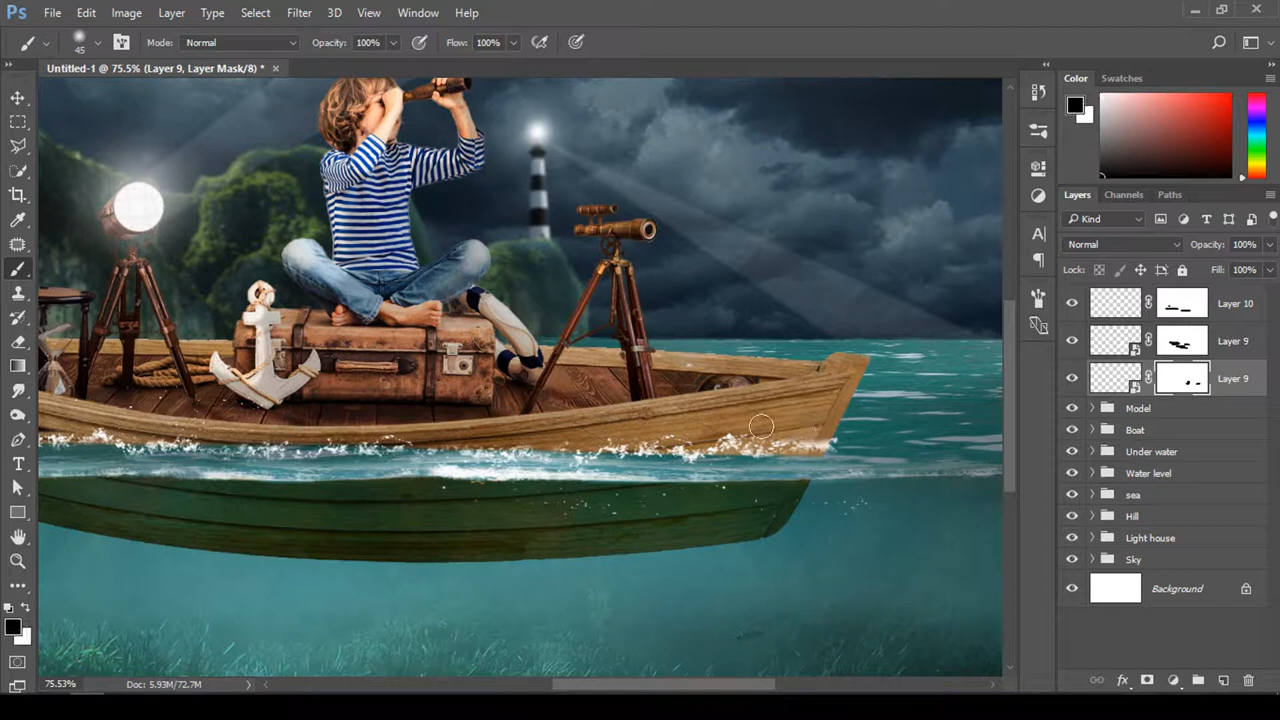 Ps File Edit Image Layer Type Select Filter 3D View Window Help
45 Mode: Normal Opacity: 100% Flow: 100%
Untitled-1 @ 75.5% (Layer 9, Layer Mask/8) *
Color Swatches
Layers Channels Paths
Kind
Normal Opacity: 100%
Lock: Fill: 100%
Layer 10
Layer 9
Layer 9
Model
Boat
Under water
Water level
sea
Hill
Light house
Sky
Background
75.53% Doc: 5.93M/72.7M